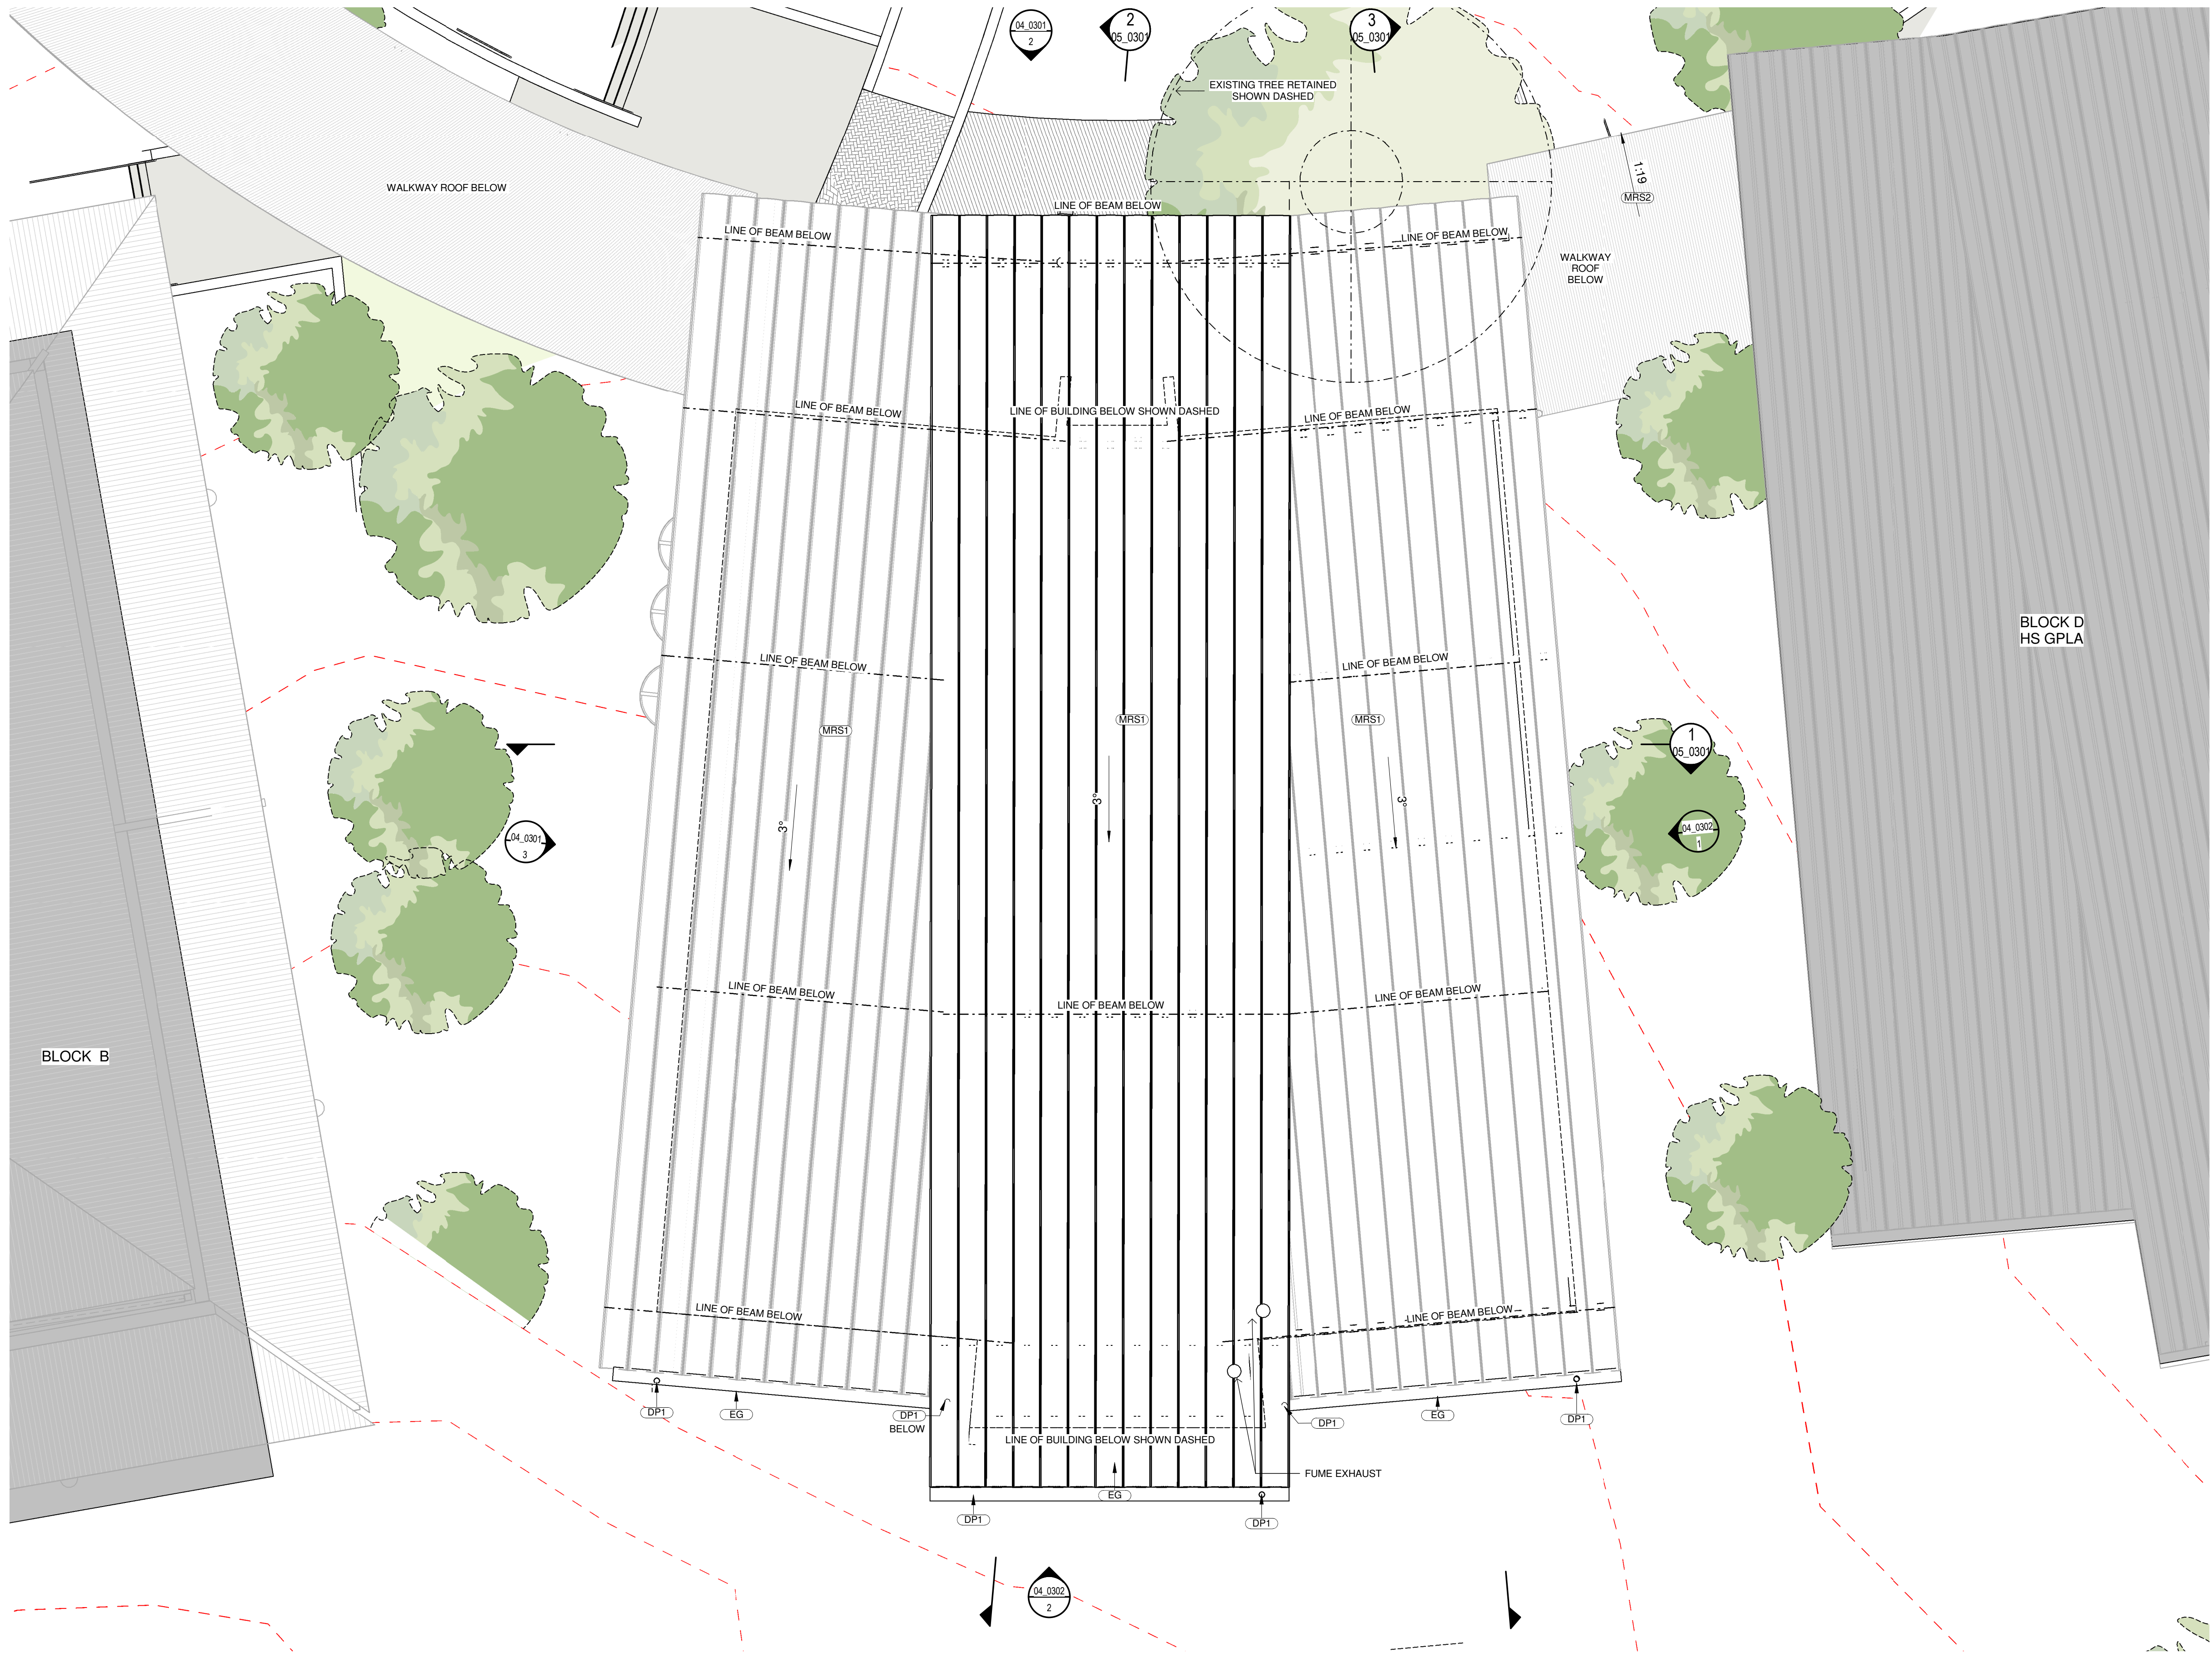 04_0301
2
2
05_0301
3
05_0301
EXISTING TREE RETAINED
SHOWN DASHED
1:19
MRS2
WALKWAY ROOF BELOW
LINE OF BEAM BELOW
LINE OF BEAM BELOW
LINE OF BEAM BELOW
WALKWAY
ROOF
BELOW
LINE OF BEAM BELOW
LINE OF BUILDING BELOW SHOWN DASHED
LINE OF BEAM BELOW
BLOCK D
HS GPLA
LINE OF BEAM BELOW
LINE OF BEAM BELOW
MRS1
MRS1
MRS1
1
05_0301
3°
3°
3°
04_0301
3
04_0302
1
LINE OF BEAM BELOW
LINE OF BEAM BELOW
LINE OF BEAM BELOW
BLOCK B
LINE OF BEAM BELOW
LINE OF BEAM BELOW
DP1
EG
DP1
BELOW
DP1
EG
DP1
LINE OF BUILDING BELOW SHOWN DASHED
FUME EXHAUST
EG
DP1
DP1
04_0302
2